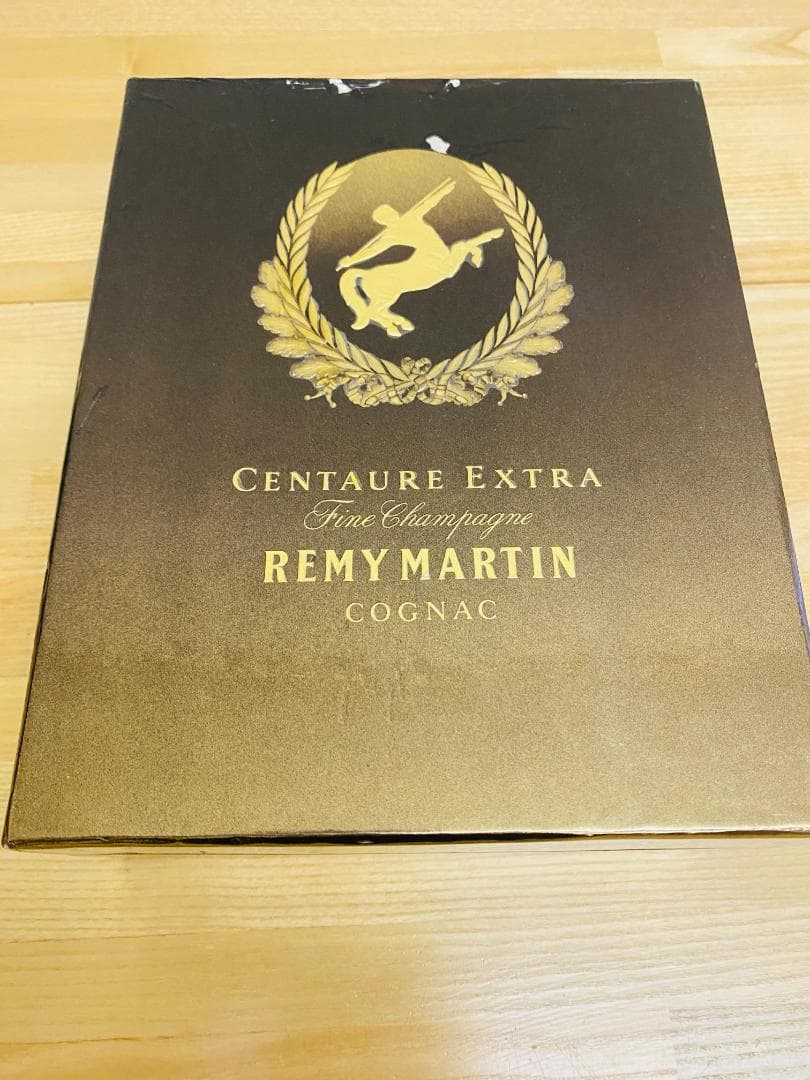 CENTAURE EXTRA
Fine Champagne
REMY MARTIN
COGNAC